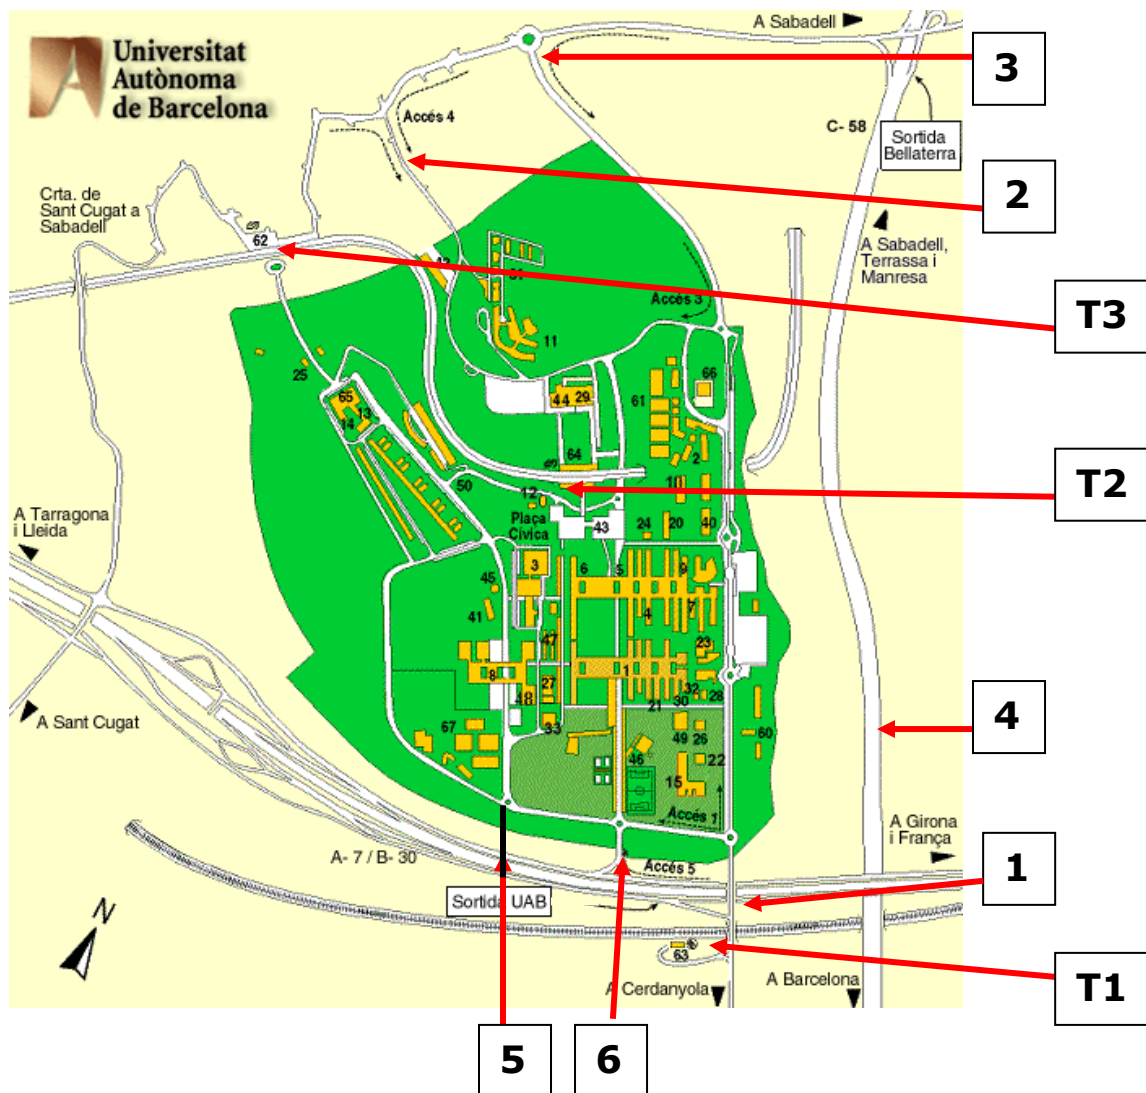 A Sabadell
Universitat
Autònoma
de Barcelona
3
Accés 4
C- 58
Sortida
Bellaterra
2
Crta. de
Sant Cugat a
Sabadell
62
A Sabadell,
Terrassa i
Manresa
T3
Accés 3
11
25
66
65
13
14
44
29
61
64
2
T2
50
12
10
A Tarragona
i Lleida
Plaça
Cívica
43
24
20
40
3
6
5
9
45
41
4
7
47
23
8
1
27
48
32
28
21
30
A Sant Cugat
67
33
49
26
60
4
46
22
15
Accés 1
A Girona
i França
A- 7 / B- 30
Accés 5
1
Sortida UAB
N
63
A Cerdanyola
A Barcelona
T1
5
6